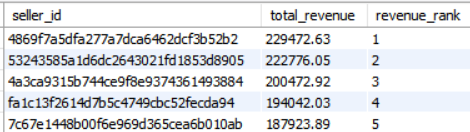 seller_id total_revenue revenue_rank
4869f7a5dfa277a7dca6462dcf3b52b2 229472.63 1
53243585a1d6dc2643021fd1853d8905 222776.05 2
4a3ca9315b744ce9f8e9374361493884 200472.92 3
fa1c13f2614d7b5c4749cbc52fecda94 194042.03 4
7c67e1448b00f6e969d365cea6b010ab 187923.89 5